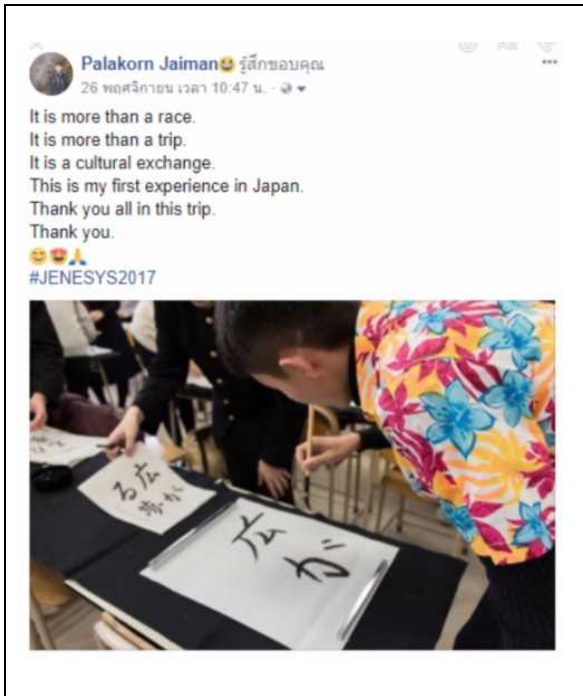 Palakorn Jaiman รู้สึกขอบคุณ
26 พฤศจิกายน เวลา 10:47 น.
It is more than a race.
It is more than a trip.
It is a cultural exchange.
This is my first experience in Japan.
Thank you all in this trip.
Thank you.
#JENESYS2017
広が
る夢
広
が